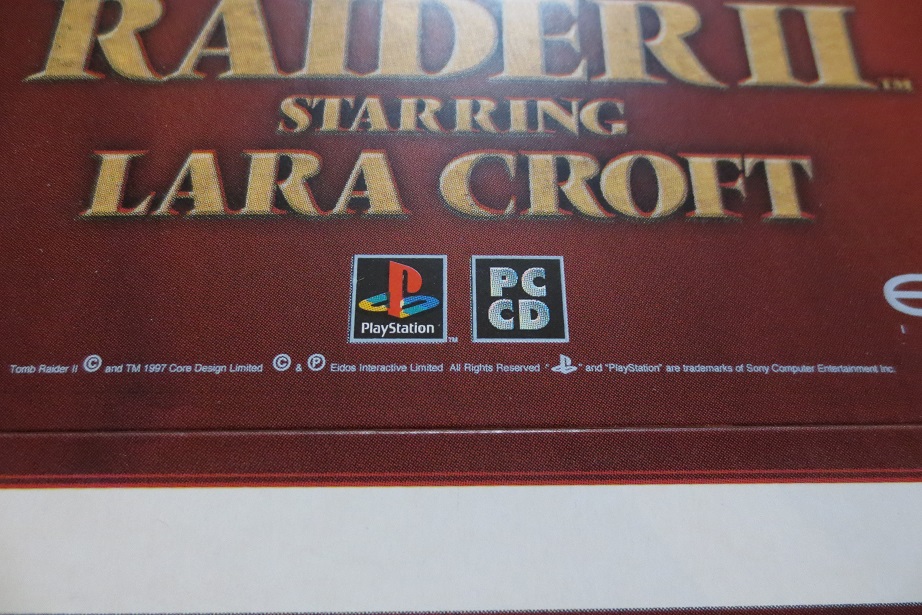 RAIDER II TM
STARRING
LARA CROFT
PlayStation TM
PC
CD
Tomb Raider II © and TM 1997 Core Design Limited © & ℗ Eidos Interactive Limited All Rights Reserved " " and "PlayStation" are trademarks of Sony Computer Entertainment Inc.